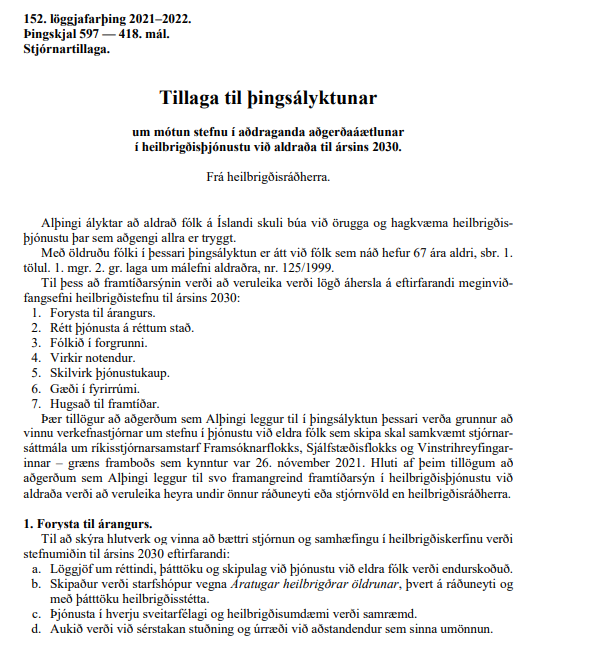 152. löggjafarþing 2021–2022.
Þingskjal 597 — 418. mál.
Stjórnartillaga.
Tillaga til þingsályktunar
um mótun stefnu í aðdraganda aðgerðaáætlunar
í heilbrigðisþjónustu við aldraða til ársins 2030.
Frá heilbrigðisráðherra.
Alþingi ályktar að aldrað fólk á Íslandi skuli búa við örugga og hagkvæma heilbrigðis-
þjónustu þar sem aðgengi allra er tryggt.
Með öldruðu fólki í þessari þingsályktun er átt við fólk sem náð hefur 67 ára aldri, sbr. 1.
tölul. 1. mgr. 2. gr. laga um málefni aldraðra, nr. 125/1999.
Til þess að framtíðarsýnin verði að veruleika verði lögð áhersla á eftirfarandi meginvið-
fangsefni heilbrigðistefnu til ársins 2030:
1. Forysta til árangurs.
2. Rétt þjónusta á réttum stað.
3. Fólkið í forgrunni.
4. Virkir notendur.
5. Skilvirk þjónustukaup.
6. Gæði í fyrirrúmi.
7. Hugsað til framtíðar.
Þær tillögur að aðgerðum sem Alþingi leggur til í þingsályktun þessari verða grunnur að
vinnu verkefnastjórnar um stefnu í þjónustu við eldra fólk sem skipa skal samkvæmt stjórnar-
sáttmála um ríkisstjórnarsamstarf Framsóknarflokks, Sjálfstæðisflokks og Vinstrihreyfingar-
innar – græns framboðs sem kynntur var 26. nóvember 2021. Hluti af þeim tillögum að
aðgerðum sem Alþingi leggur til svo framangreind framtíðarsýn í heilbrigðisþjónustu við
aldraða verði að veruleika heyra undir önnur ráðuneyti eða stjórnvöld en heilbrigðisráðherra.
1. Forysta til árangurs.
Til að skýra hlutverk og vinna að bættri stjórnun og samhæfingu í heilbrigðiskerfinu verði
stefnumiðin til ársins 2030 eftirfarandi:
a. Löggjöf um réttindi, þátttöku og skipulag við þjónustu við eldra fólk verði endurskoðuð.
b. Skipaður verði starfshópur vegna Áratugar heilbrigðrar öldrunar, þvert á ráðuneyti og
með þátttöku heilbrigðisstétta.
c. Þjónusta í hverju sveitarfélagi og heilbrigðisumdæmi verði samræmd.
d. Aukið verði við sérstakan stuðning og úrræði við aðstandendur sem sinna umönnun.